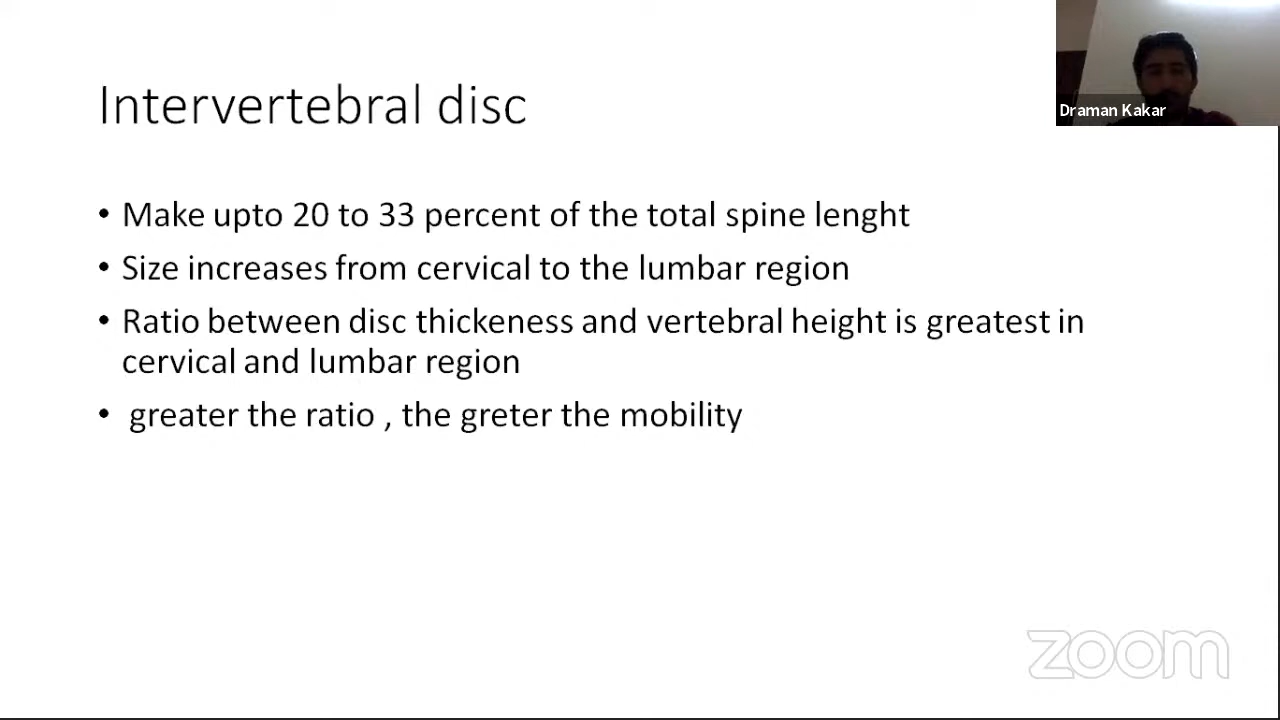 Draman Kakar
Intervertebral disc
• Make upto 20 to 33 percent of the total spine lenght
• Size increases from cervical to the lumbar region
• Ratio between disc thickeness and vertebral height is greatest in
cervical and lumbar region
• greater the ratio , the greter the mobility
zoom